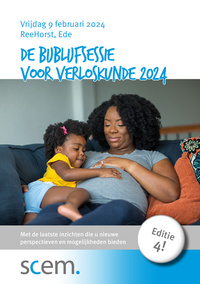 Vrijdag 9 februari 2024
ReeHorst, Ede
DE BIJBLIJFSESSIE
VOOR VERLOSKUNDE 2024
Editie
4!
Met de laatste inzichten die u nieuwe
perspectieven en mogelijkheden bieden
scem.